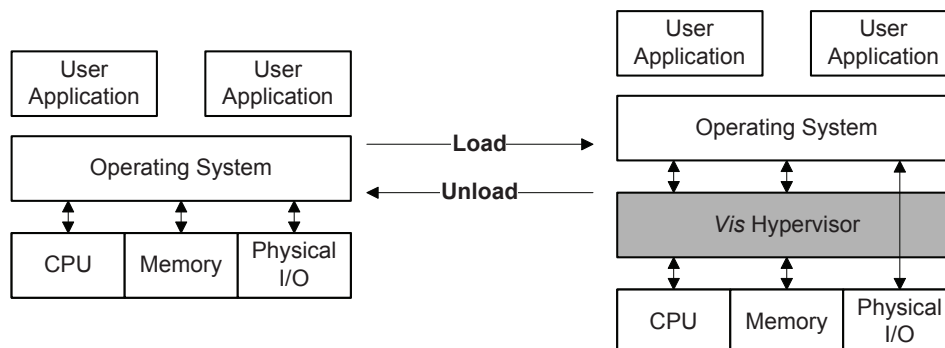 User
Application
User
Application
Operating System
CPU
Memory
Physical
I/O
Load
Unload
User
Application
User
Application
Operating System
Vis Hypervisor
CPU
Memory
Physical
I/O